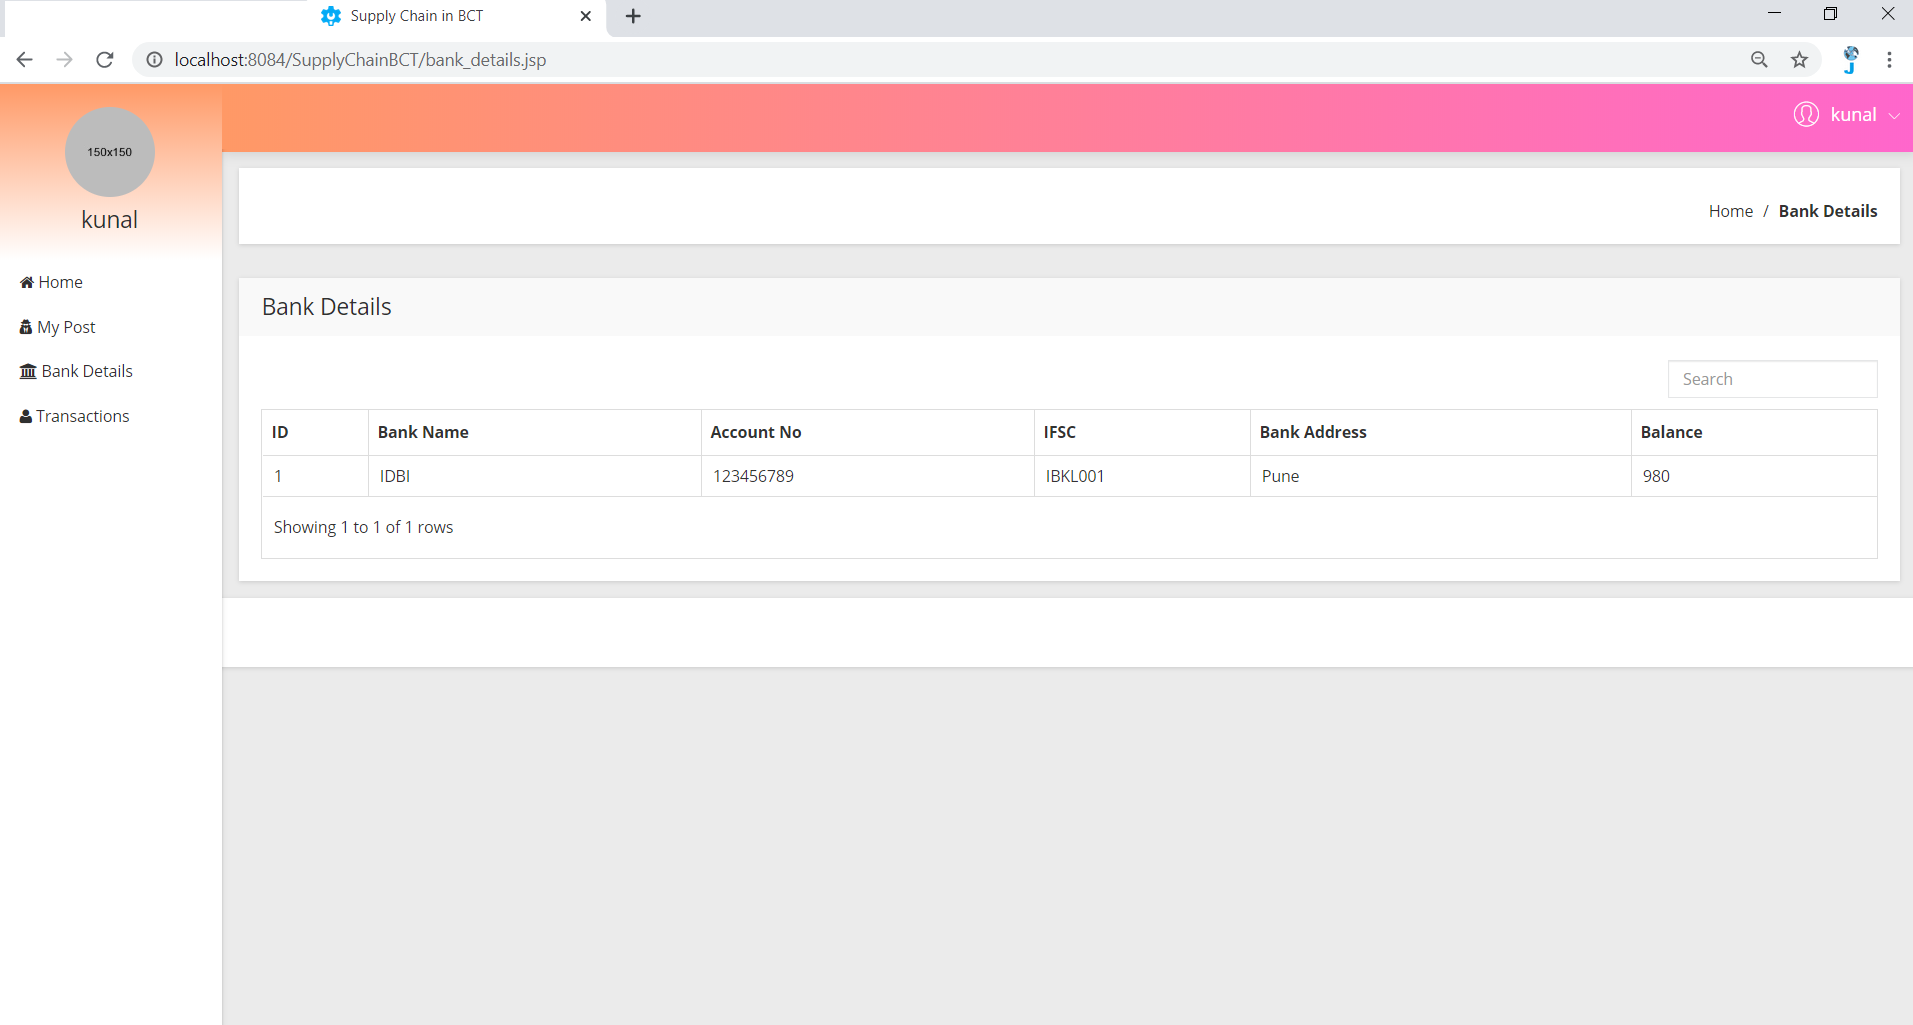 Supply Chain in BCT
localhost:8084/SupplyChainBCT/bank_details.jsp
kunal
150x150
kunal
Home / Bank Details
Home
My Post
Bank Details
Transactions
Bank Details
Search
ID Bank Name Account No IFSC Bank Address Balance
1 IDBI 123456789 IBKL001 Pune 980
Showing 1 to 1 of 1 rows